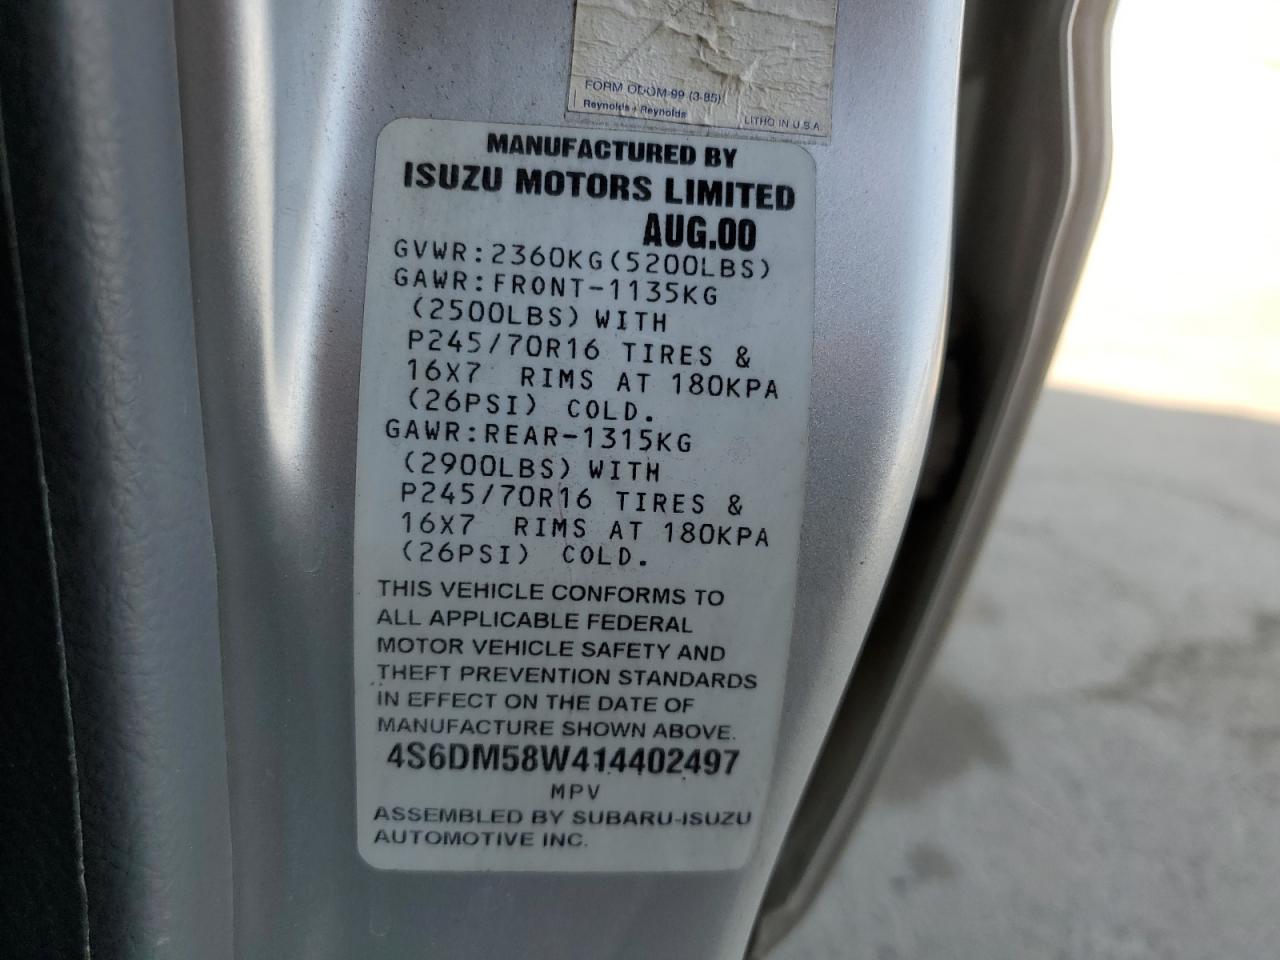 FORM ODOM-99 (3-85)
Reynolds + Reynolds
LITHO IN U.S.A.
MANUFACTURED BY
ISUZU MOTORS LIMITED
AUG.00
GVWR:2360KG(5200LBS)
GAWR:FRONT-1135KG
(2500LBS) WITH
P245/70R16 TIRES &
16X7 RIMS AT 180KPA
(26PSI) COLD.
GAWR:REAR-1315KG
(2900LBS) WITH
P245/70R16 TIRES &
16X7 RIMS AT 180KPA
(26PSI) COLD.
THIS VEHICLE CONFORMS TO
ALL APPLICABLE FEDERAL
MOTOR VEHICLE SAFETY AND
THEFT PREVENTION STANDARDS
IN EFFECT ON THE DATE OF
MANUFACTURE SHOWN ABOVE.
4S6DM58W414402497
MPV
ASSEMBLED BY SUBARU-ISUZU
AUTOMOTIVE INC.